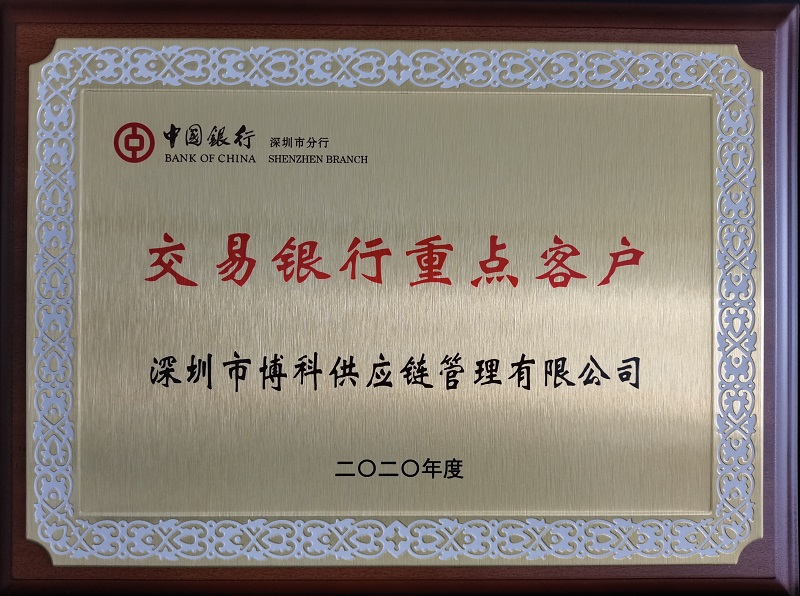 中国银行 深圳市分行
BANK OF CHINA SHENZHEN BRANCH
交易银行重点客户
深圳市博科供应链管理有限公司
二〇二〇年度